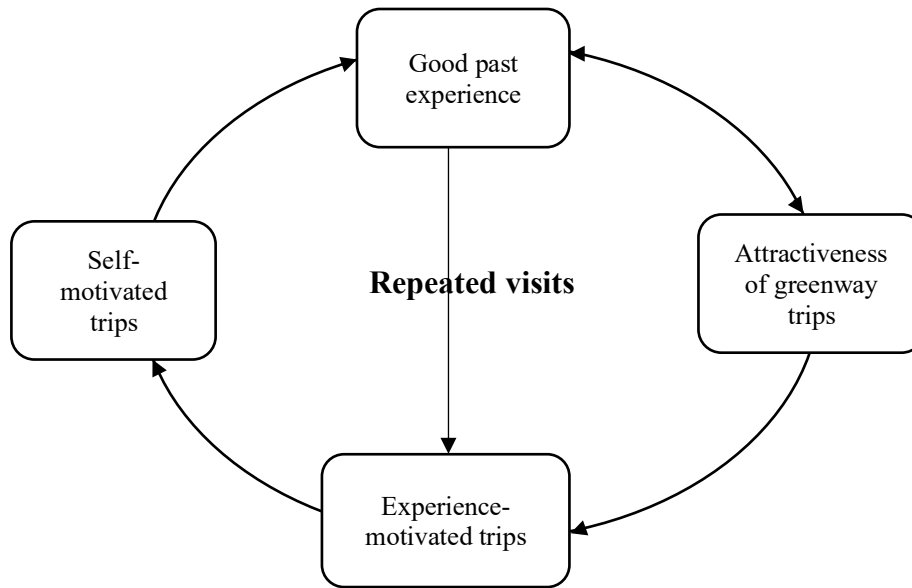 Good past
experience
Self-
motivated
trips
Repeated visits
Attractiveness
of greenway
trips
Experience-
motivated trips